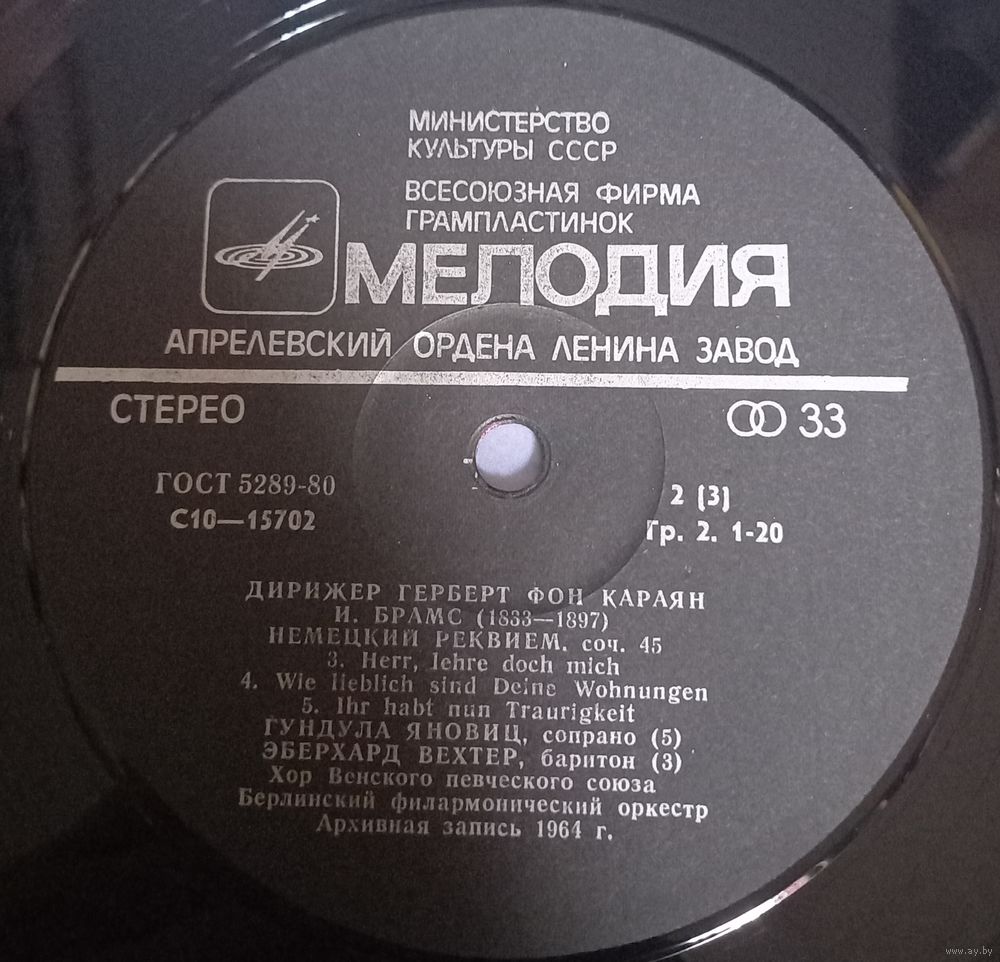 МИНИСТЕРСТВО
КУЛЬТУРЫ СССР
ВСЕСОЮЗНАЯ ФИРМА
ГРАМПЛАСТИНОК
МЕЛОДИЯ
АПРЕЛЕВСКИЙ ОРДЕНА ЛЕНИНА ЗАВОД
СТЕРЕО
33
ГОСТ 5289-80
2 (3)
С10—15702
Гр. 2. 1-20
ДИРИЖЕР ГЕРБЕРТ ФОН КАРАЯН
И. БРАМС (1833—1897)
НЕМЕЦКИЙ РЕКВИЕМ. соч. 45
3. Herr, lehre doch mich
4. Wie lieblich sind Deine Wohnungen
5. Ihr habt nun Traurigkeit
ГУНДУЛА ЯНОВИЦ, сопрано (5)
ЭБЕРХАРД ВЕХТЕР, баритон (3)
Хор Венского певческого союза
Берлинский филармонический оркестр
Архивная запись 1964 г.
www.ay.by